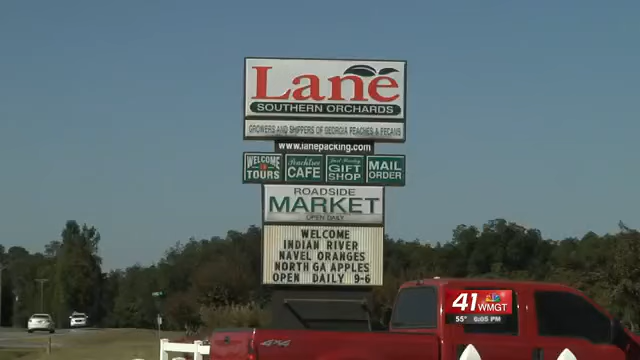 Lane
SOUTHERN ORCHARDS
GROWERS AND SHIPPERS OF GEORGIA PEACHES & PECANS
www.lanepacking.com
WELCOME TOURS
Peachtree CAFE
Just Peachy GIFT SHOP
MAIL ORDER
ROADSIDE
MARKET
OPEN DAILY
WELCOME
INDIAN RIVER
NAVEL ORANGES
NORTH GA APPLES
OPEN DAILY 9-6
41 WMGT
55° 6:05 PM
4x4